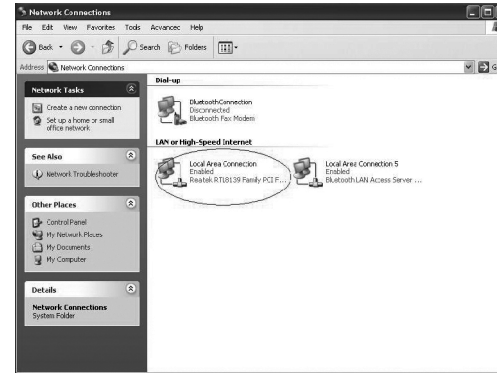 Network Connections
File Edit View Favorites Tools Advanced Help
Back Search Folders
Address Network Connections G
Network Tasks
Create a new connection
Set up a home or small
office network
See Also
Network Troubleshooter
Other Places
Control Panel
My Network Places
My Documents
My Computer
Details
Network Connections
System Folder
Dial-up
BluetoothConnection
Disconnected
Bluetooth Fax Modem
LAN or High-Speed Internet
Local Area Connection
Enabled
Realtek RTL8139 Family PCI F...
Local Area Connection 5
Enabled
Bluetooth LAN Access Server ...